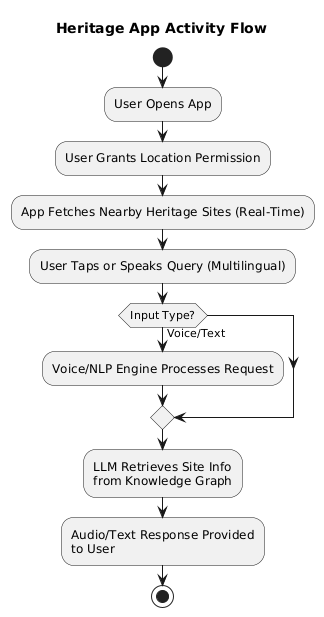 Heritage App Activity Flow
User Opens App
User Grants Location Permission
App Fetches Nearby Heritage Sites (Real-Time)
User Taps or Speaks Query (Multilingual)
Input Type?
Voice/Text
Voice/NLP Engine Processes Request
LLM Retrieves Site Info
from Knowledge Graph
Audio/Text Response Provided
to User